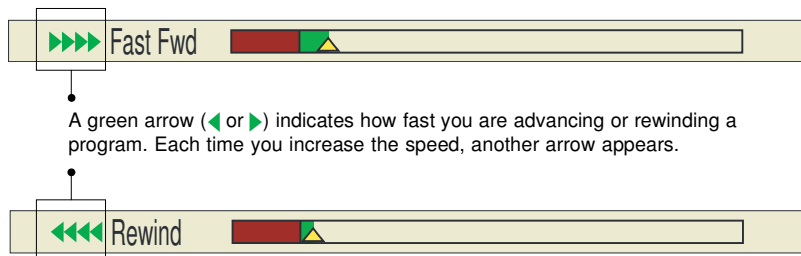 Fast Fwd
A green arrow (◀ or ▶) indicates how fast you are advancing or rewinding a
program. Each time you increase the speed, another arrow appears.
Rewind